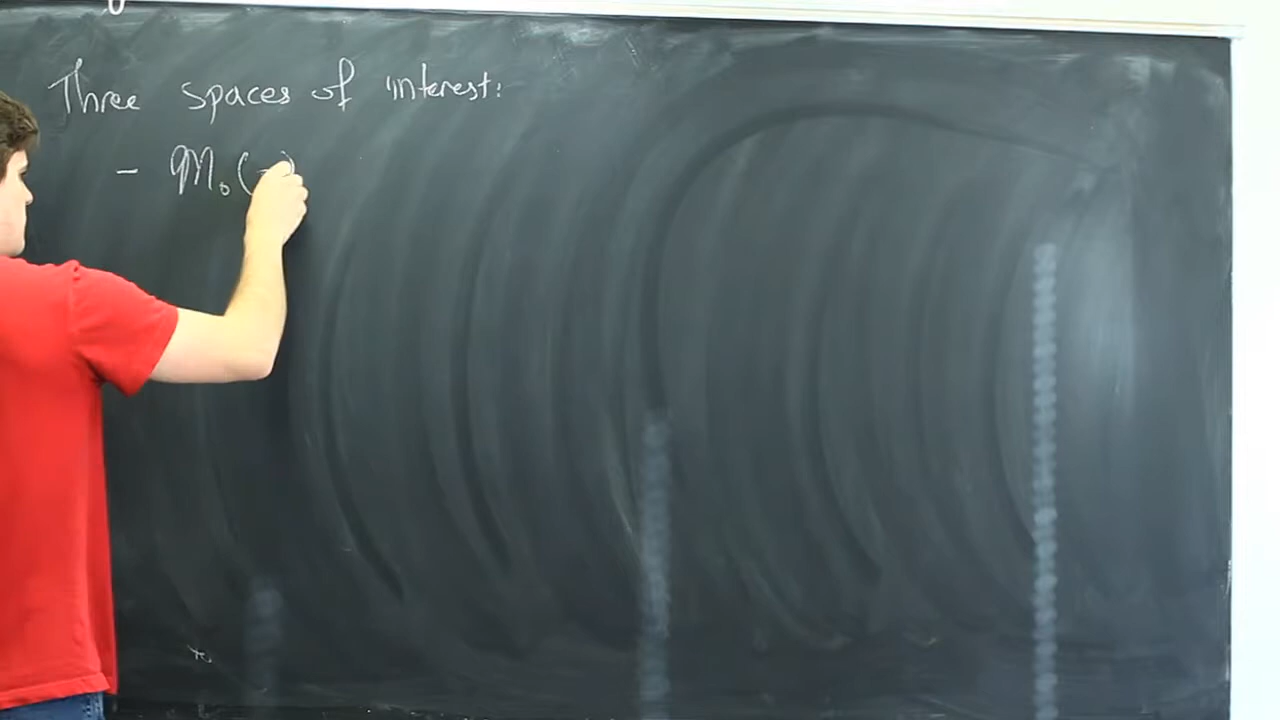 Three spaces of interest:
- M₀(